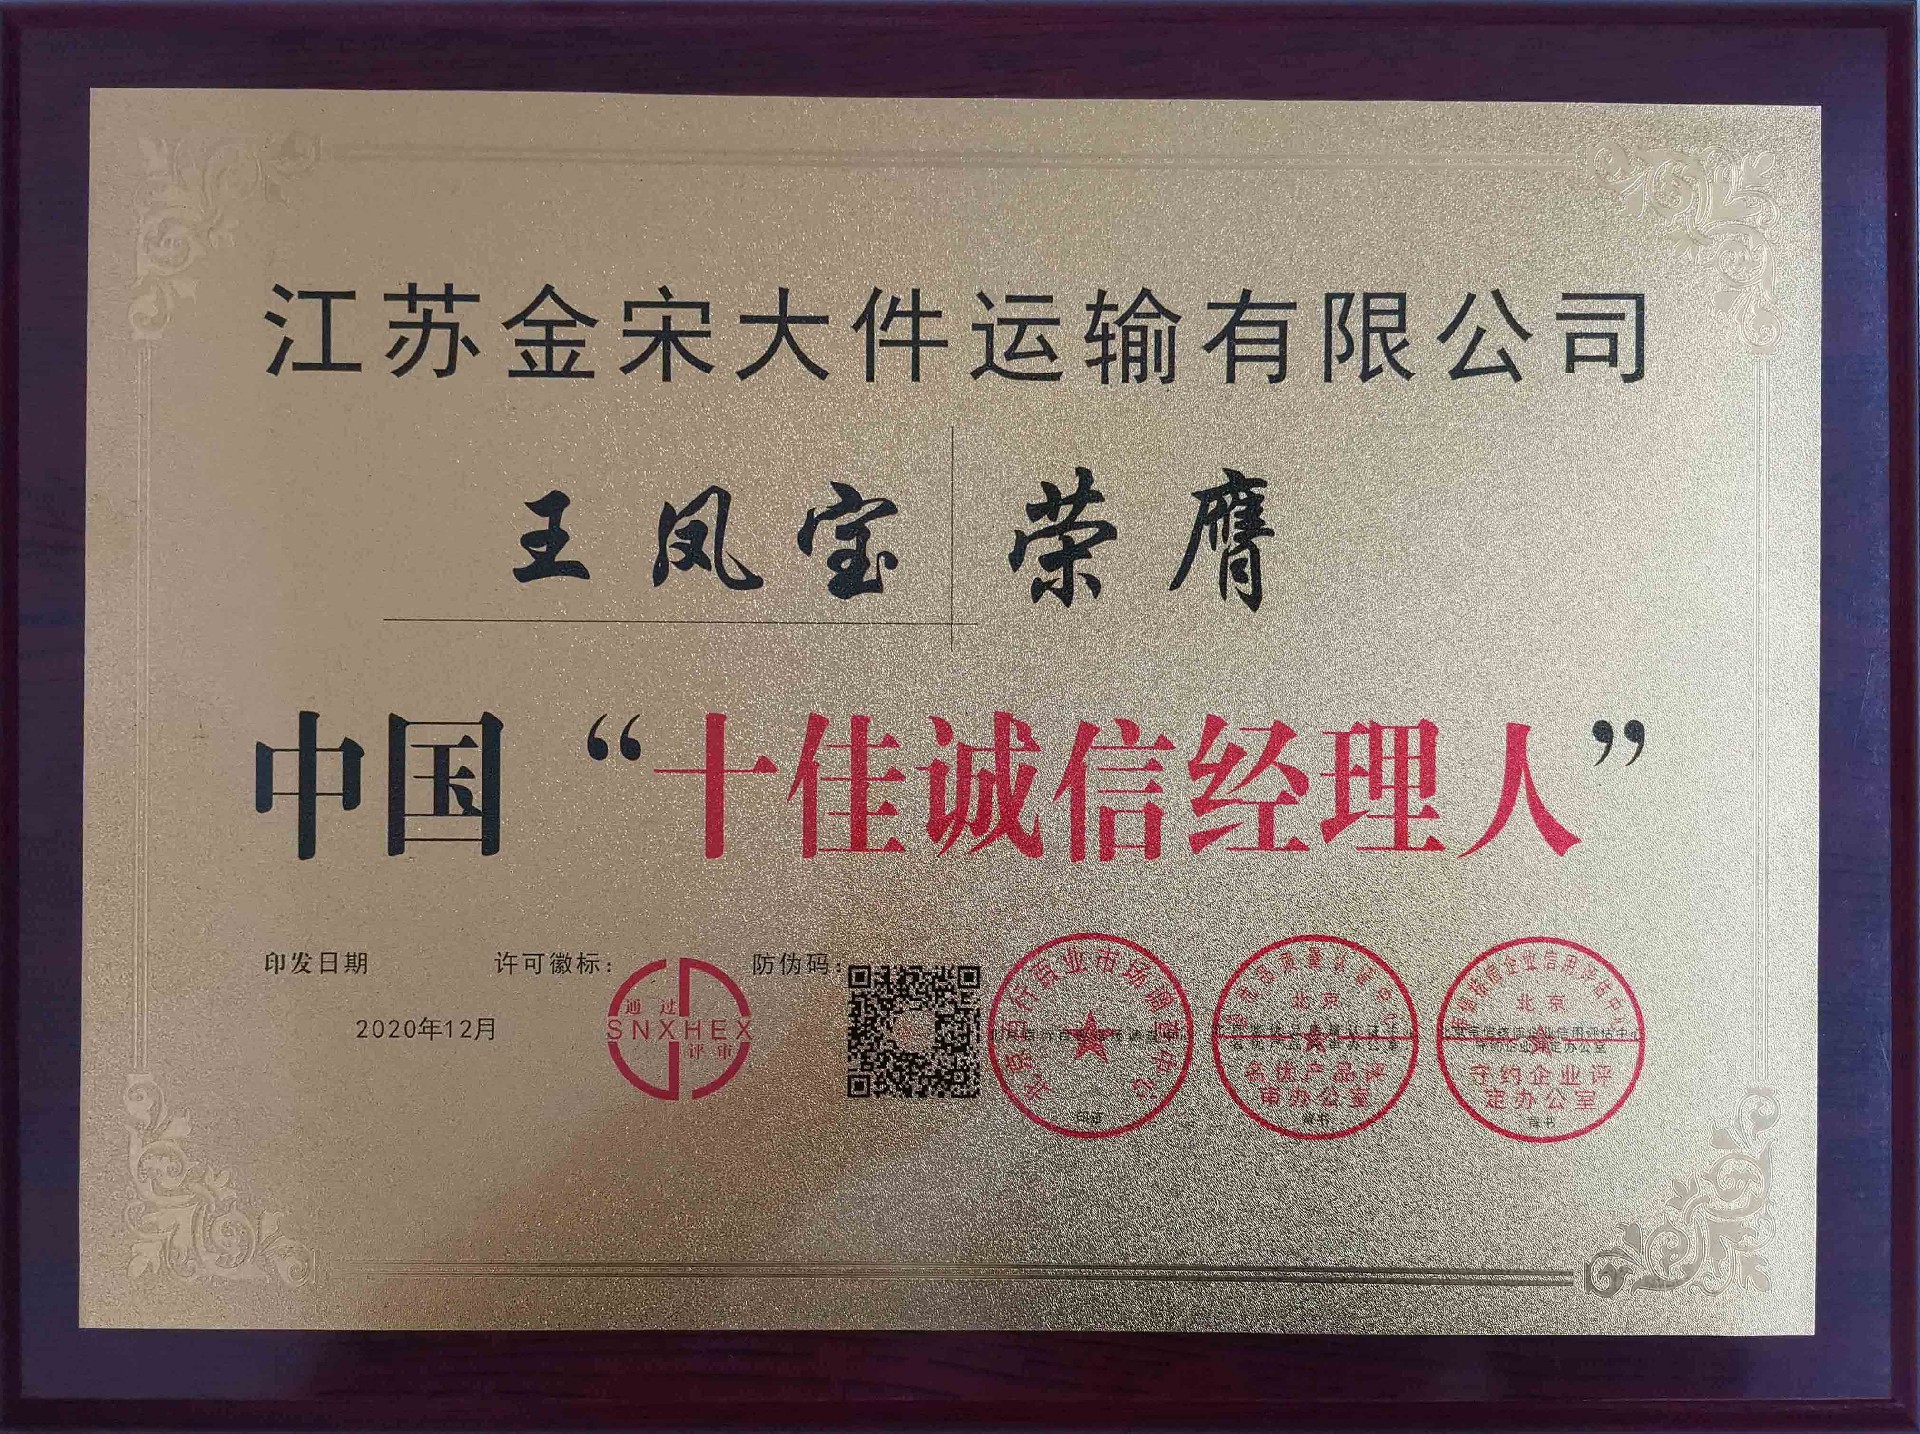 江苏金宋大件运输有限公司
王凤宝 荣膺
中国“十佳诚信经理人”
印发日期
2020年12月
许可徽标：
通过
SNXHEX
评审
防伪码：
北京
名优产品评
审办公室
北京
守约企业评
定办公室